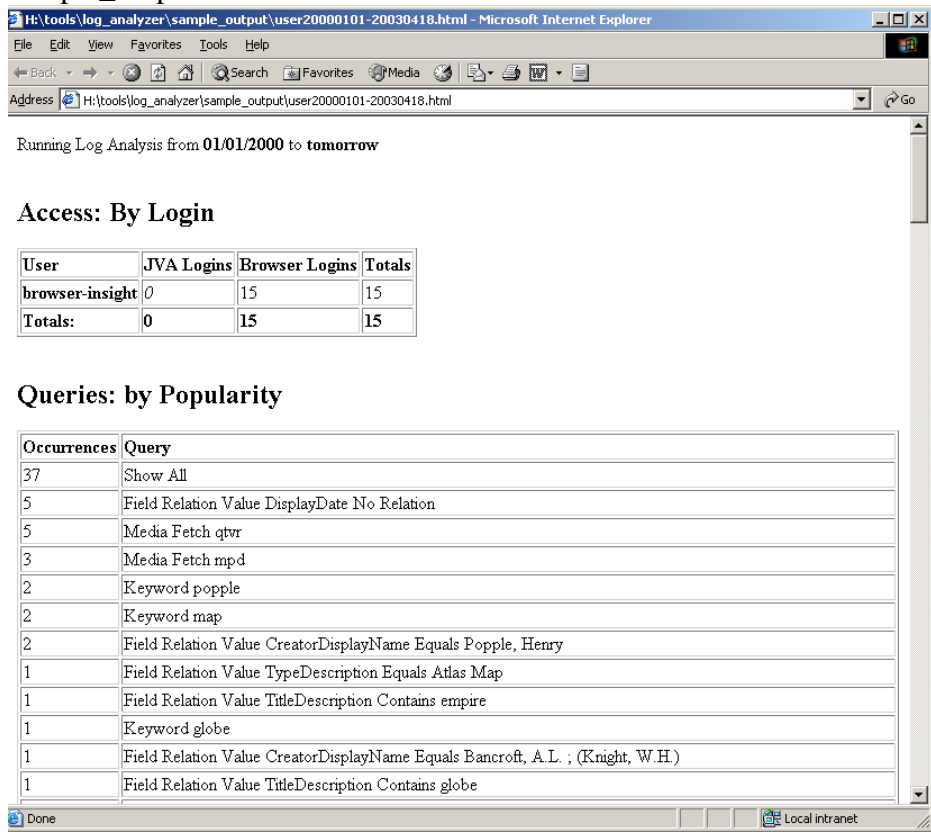 H:\tools\log_analyzer\sample_output\user20000101-20030418.html - Microsoft Internet Explorer
File Edit View Favorites Tools Help
Back Search Favorites Media
Address H:\tools\log_analyzer\sample_output\user20000101-20030418.html Go
Running Log Analysis from 01/01/2000 to tomorrow
Access: By Login
User JVA Logins Browser Logins Totals
browser-insight 0 15 15
Totals: 0 15 15
Queries: by Popularity
Occurrences Query
37 Show All
5 Field Relation Value DisplayDate No Relation
5 Media Fetch qtvr
3 Media Fetch mpd
2 Keyword popple
2 Keyword map
2 Field Relation Value CreatorDisplayName Equals Popple, Henry
1 Field Relation Value TypeDescription Equals Atlas Map
1 Field Relation Value TitleDescription Contains empire
1 Keyword globe
1 Field Relation Value CreatorDisplayName Equals Bancroft, A.L. ; (Knight, W.H.)
1 Field Relation Value TitleDescription Contains globe
Done Local intranet